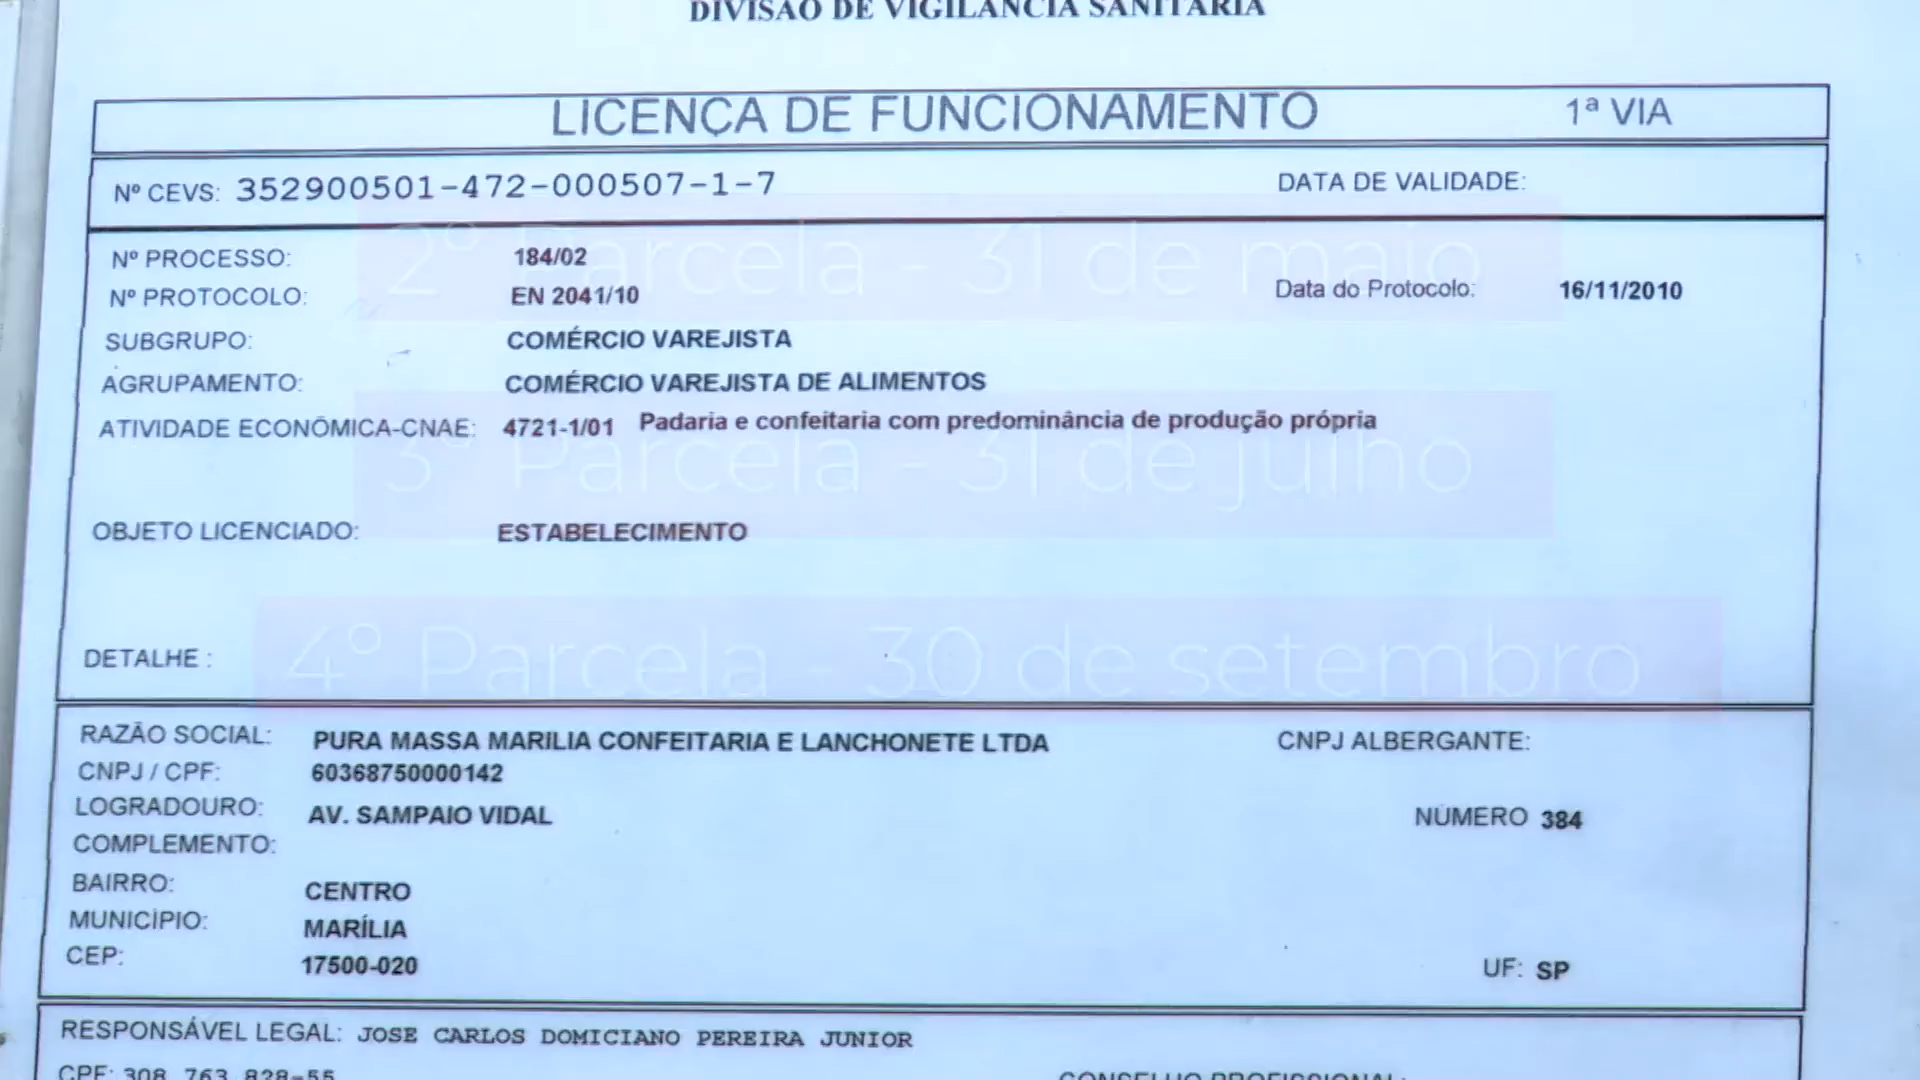 DIVISÃO DE VIGILÂNCIA SANITÁRIA
LICENÇA DE FUNCIONAMENTO 1ª VIA
Nº CEVS: 352900501-472-000507-1-7 DATA DE VALIDADE:
Nº PROCESSO: 184/02
2º Parcela - 31 de maio
Nº PROTOCOLO: EN 2041/10 Data do Protocolo: 16/11/2010
SUBGRUPO: COMÉRCIO VAREJISTA
AGRUPAMENTO: COMÉRCIO VAREJISTA DE ALIMENTOS
ATIVIDADE ECONÔMICA-CNAE: 4721-1/01 Padaria e confeitaria com predominância de produção própria
3º Parcela - 31 de julho
OBJETO LICENCIADO: ESTABELECIMENTO
DETALHE :
4º Parcela - 30 de setembro
RAZÃO SOCIAL: PURA MASSA MARILIA CONFEITARIA E LANCHONETE LTDA CNPJ ALBERGANTE:
CNPJ / CPF: 60368750000142
LOGRADOURO: AV. SAMPAIO VIDAL NÚMERO 384
COMPLEMENTO:
BAIRRO: CENTRO
MUNICÍPIO: MARÍLIA
CEP: 17500-020 UF: SP
RESPONSÁVEL LEGAL: JOSE CARLOS DOMICIANO PEREIRA JUNIOR
CPF: 308.763.828-55 CONSELHO PROFISSIONAL: